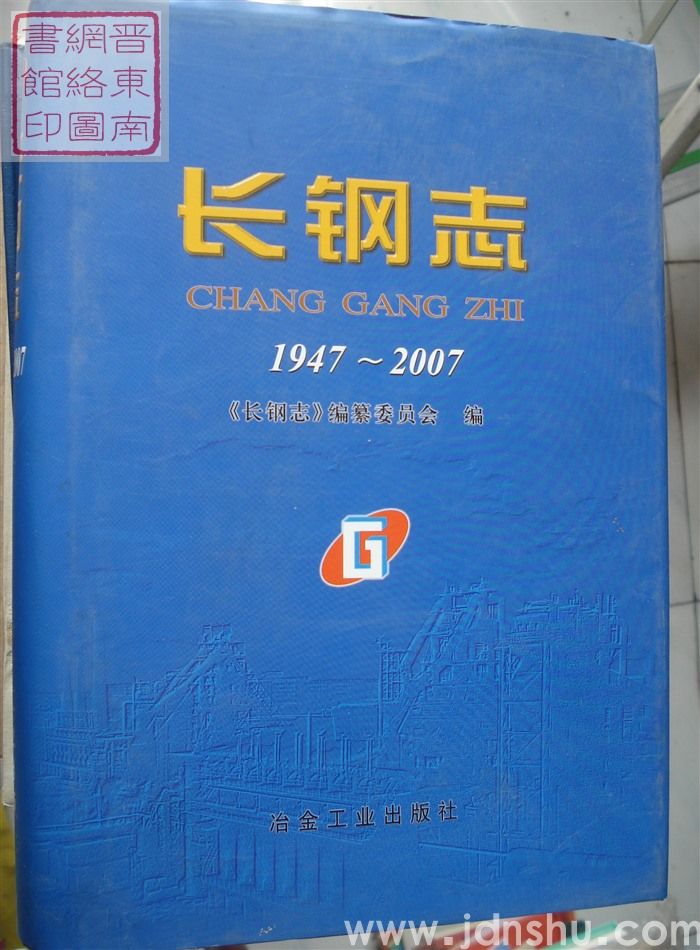 晋東南
網絡圖
書館印
长钢志
CHANG GANG ZHI
1947～2007
《长钢志》编纂委员会 编
G
冶金工业出版社
www.jdnshu.com